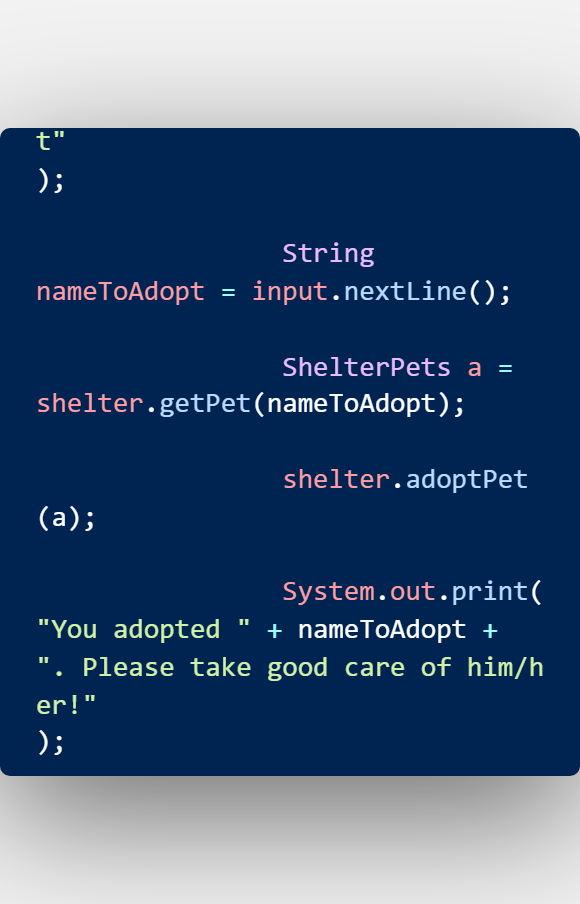 t"
);
String
nameToAdopt = input.nextLine();
ShelterPets a =
shelter.getPet(nameToAdopt);
shelter.adoptPet
(a);
System.out.print(
"You adopted " + nameToAdopt +
". Please take good care of him/h
er!"
);